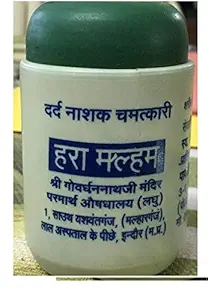 दर्द नाशक चमत्कारी
हरा मल्हम
श्री गोवर्धननाथजी मंदिर
परमार्थ औषधालय (लघु)
1, साउथ यशवंतगंज, (मल्हारगंज),
लाल अस्पताल के पीछे, इन्दौर (म.प्र.)